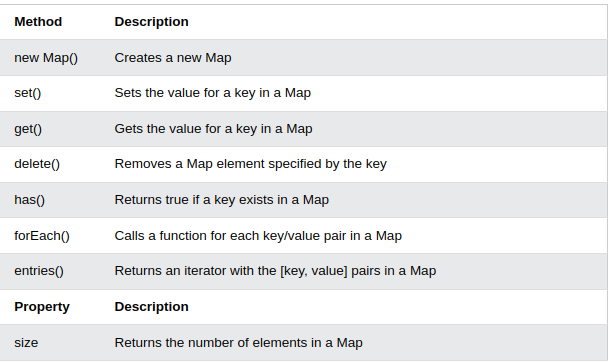 Method Description
new Map() Creates a new Map
set() Sets the value for a key in a Map
get() Gets the value for a key in a Map
delete() Removes a Map element specified by the key
has() Returns true if a key exists in a Map
forEach() Calls a function for each key/value pair in a Map
entries() Returns an iterator with the [key, value] pairs in a Map
Property Description
size Returns the number of elements in a Map